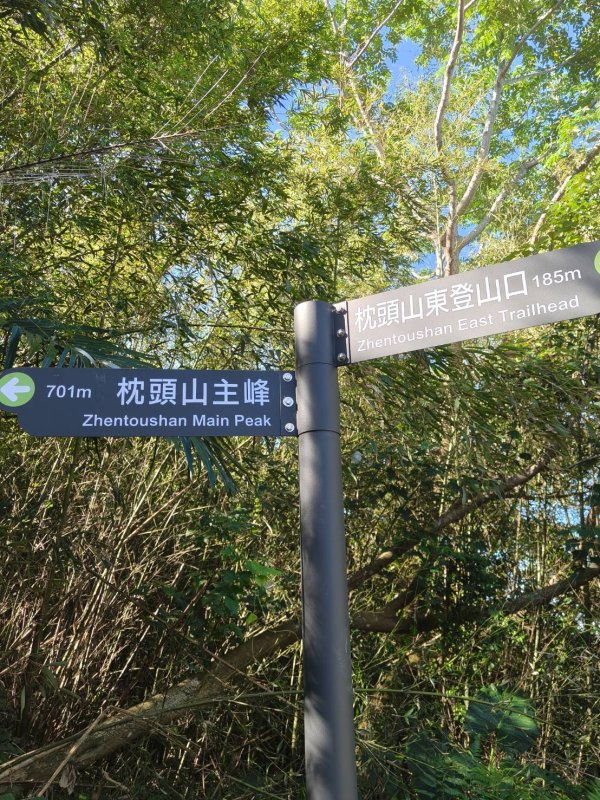 枕頭山東登山口 185m
Zhentoushan East Trailhead
701m 枕頭山主峰
Zhentoushan Main Peak